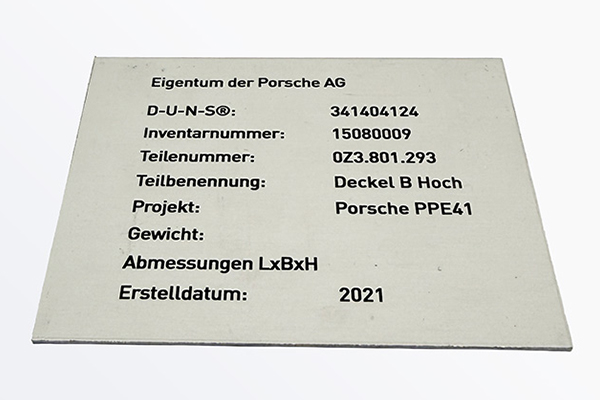 Eigentum der Porsche AG
D-U-N-S®: 341404124
Inventarnummer: 15080009
Teilenummer: 0Z3.801.293
Teilbenennung: Deckel B Hoch
Projekt: Porsche PPE41
Gewicht:
Abmessungen LxBxH
Erstelldatum: 2021